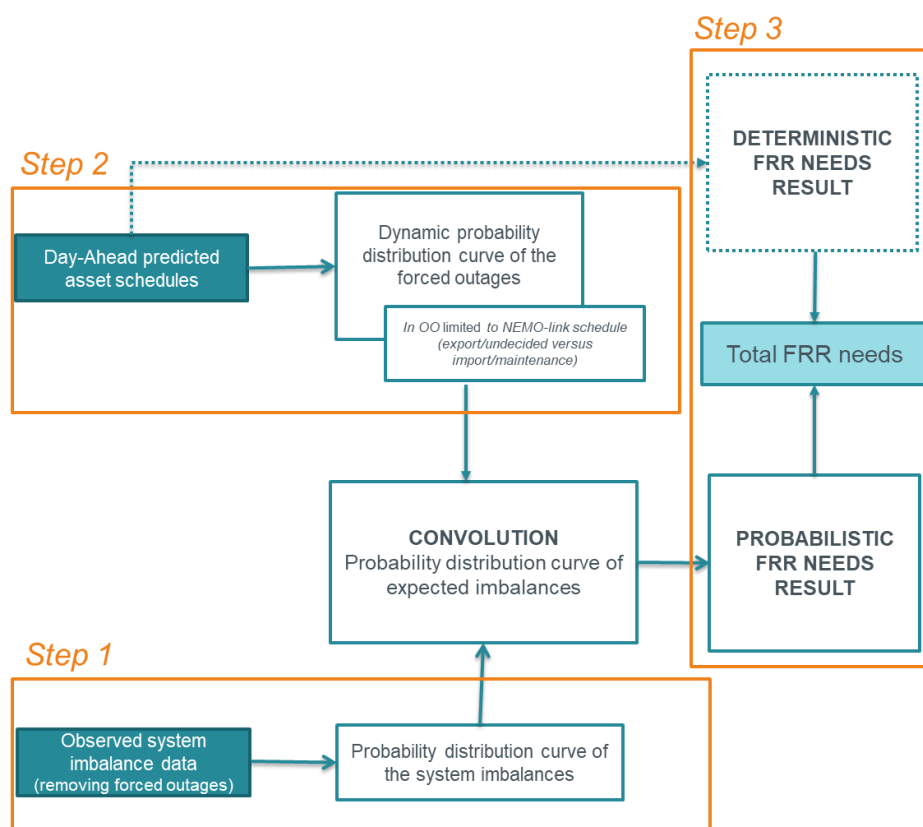 Step 3
DETERMINISTIC
FRR NEEDS
RESULT
Step 2
Day-Ahead predicted
asset schedules
Dynamic probability
distribution curve of the
forced outages
In OO limited to NEMO-link schedule
(export/undecided versus
import/maintenance)
Total FRR needs
CONVOLUTION
Probability distribution curve of
expected imbalances
PROBABILISTIC
FRR NEEDS
RESULT
Step 1
Observed system
imbalance data
(removing forced outages)
Probability distribution curve of
the system imbalances